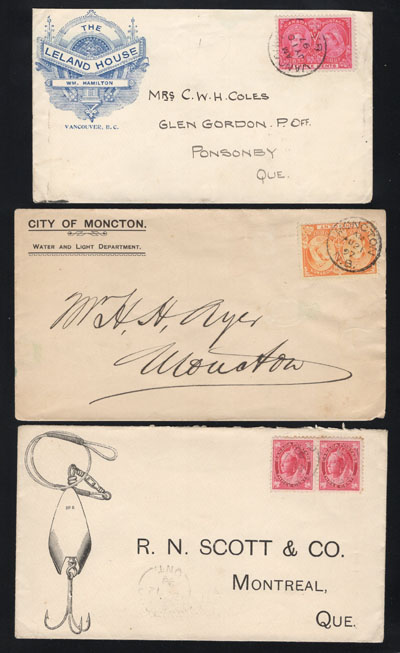 THE
LELAND HOUSE
WM. HAMILTON
VANCOUVER, B.C.
MRS C.W.H. COLES
GLEN GORDON. P. OFF.
PONSONBY
QUE.
CITY OF MONCTON.
WATER AND LIGHT DEPARTMENT.
MONCTON
Mr H, H, Ayer
Moncton
R. N. SCOTT & CO.
MONTREAL,
QUE.